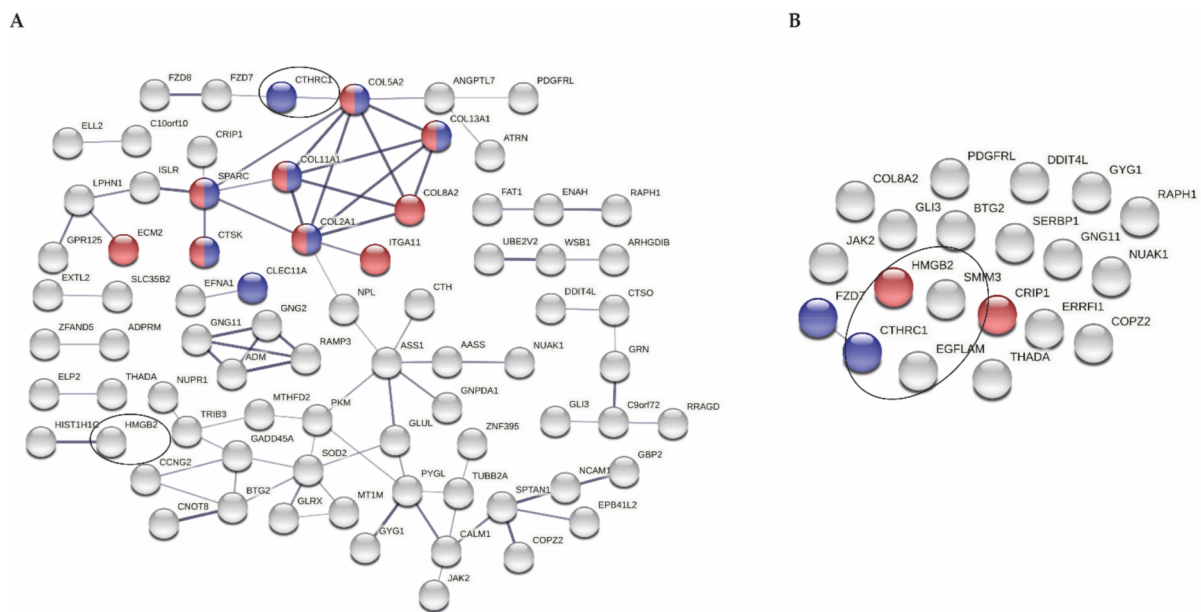 A
B
FZD8
FZD7
CTHRC1
COL5A2
ANGPTL7
PDGFRL
COL13A1
ELL2
C10orf10
CRIP1
ATRN
ISLR
SPARC
COL11A1
LPHN1
COL8A2
FAT1
ENAH
RAPH1
COL2A1
GPR125
ECM2
CTSK
ITGA11
UBE2V2
WSB1
ARHGDIB
EXTL2
SLC35B2
EFNA1
CLEC11A
NPL
CTH
DDIT4L
CTSO
GNG2
GNG11
ZFAND5
ADPRM
RAMP3
ADM
ASS1
AASS
NUAK1
GRN
ELP2
THADA
NUPR1
MTHFD2
PKM
GNPDA1
GLI3
C9orf72
RRAGD
HIST1H1C
HMGB2
TRIB3
GADD45A
GLUL
ZNF395
SOD2
CCNG2
PYGL
TUBB2A
NCAM1
GBP2
BTG2
GLRX
MT1M
SPTAN1
CNOT8
EPB41L2
GYG1
CALM1
COPZ2
JAK2
PDGFRL
DDIT4L
GYG1
COL8A2
RAPH1
GLI3
BTG2
SERBP1
GNG11
JAK2
NUAK1
HMGB2
SMIM3
CRIP1
FZD7
ERRFI1
COPZ2
CTHRC1
EGFLAM
THADA